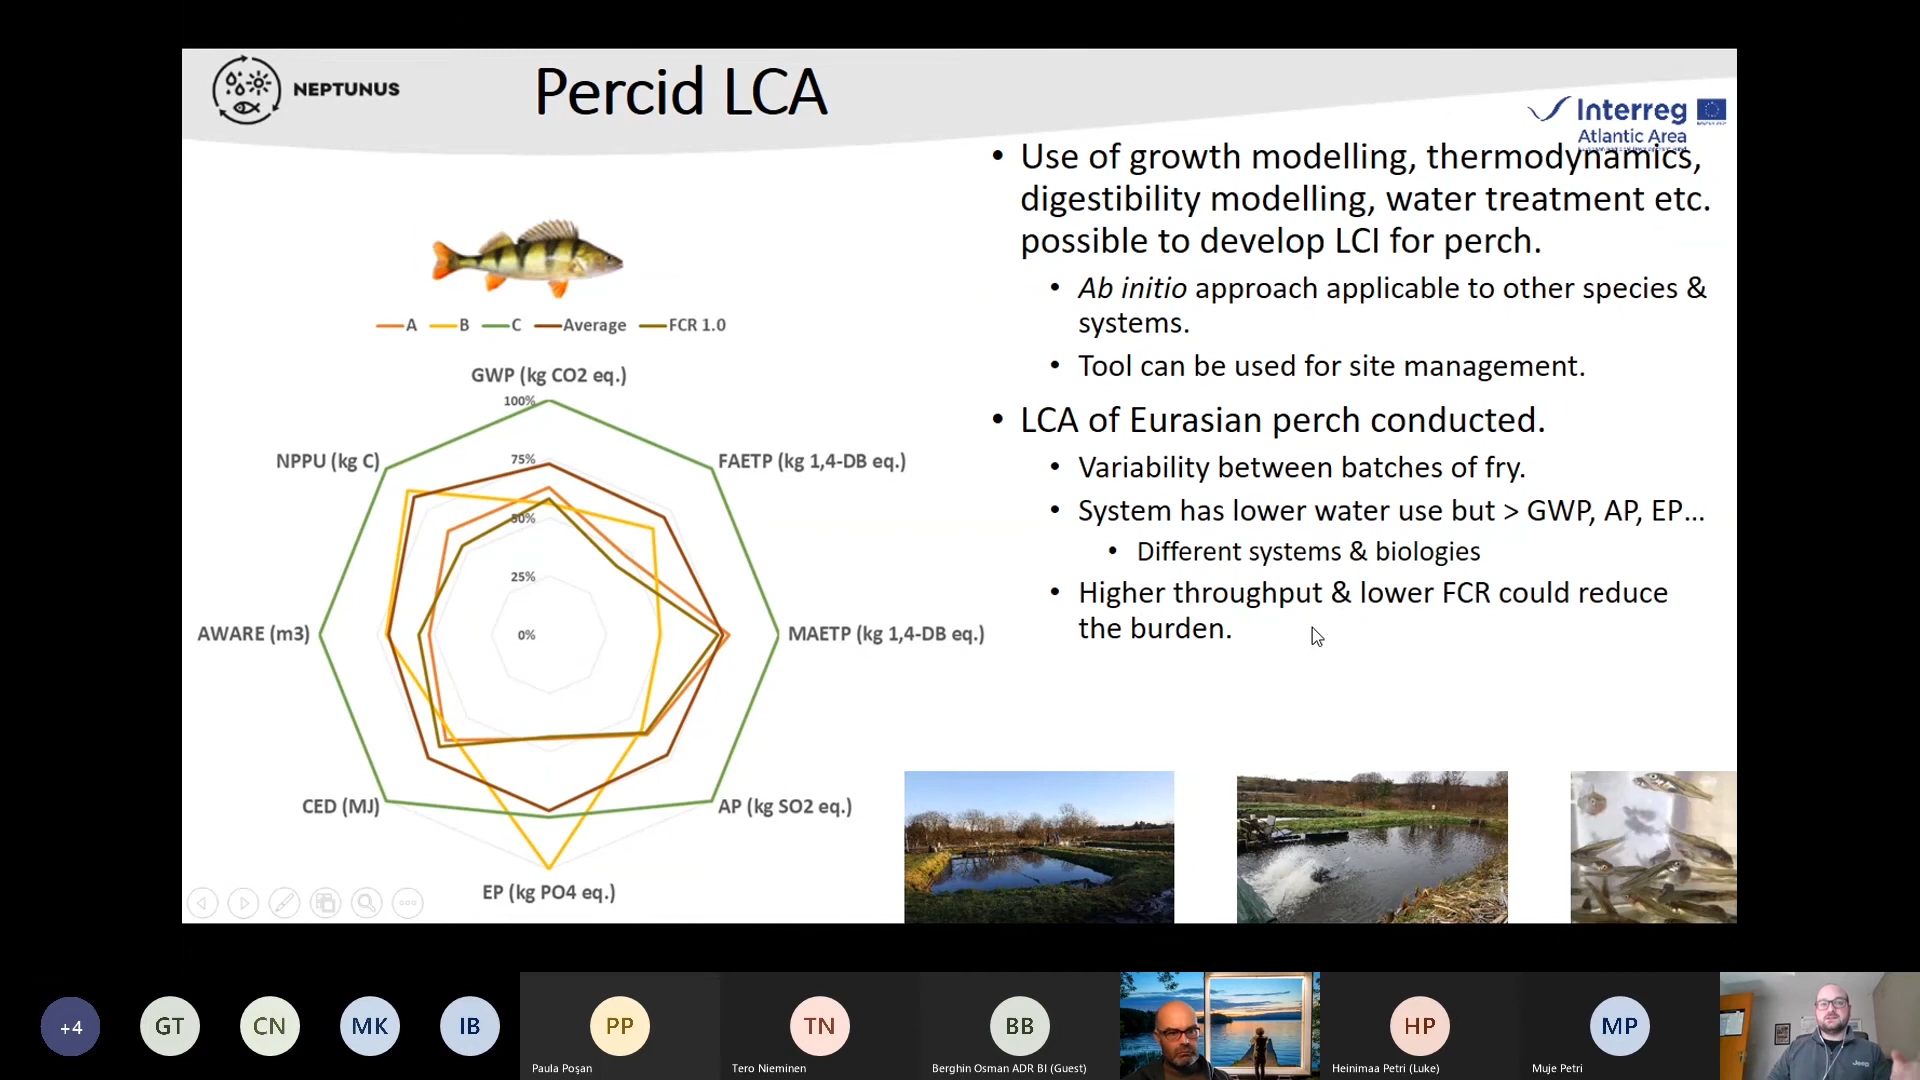 NEPTUNUS
Percid LCA
Interreg
Atlantic Area
• Use of growth modelling, thermodynamics,
digestibility modelling, water treatment etc.
possible to develop LCI for perch.
• Ab initio approach applicable to other species &
systems.
• Tool can be used for site management.
• LCA of Eurasian perch conducted.
• Variability between batches of fry.
• System has lower water use but > GWP, AP, EP...
• Different systems & biologies
• Higher throughput & lower FCR could reduce
the burden.
A B C Average FCR 1.0
GWP (kg CO2 eq.)
100%
NPPU (kg C)
75%
FAETP (kg 1,4-DB eq.)
50%
25%
AWARE (m3)
0%
MAETP (kg 1,4-DB eq.)
CED (MJ)
AP (kg SO2 eq.)
EP (kg PO4 eq.)
+4
GT
CN
MK
IB
PP
Paula Poșan
TN
Tero Nieminen
BB
Berghin Osman ADR BI (Guest)
HP
Heinimaa Petri (Luke)
MP
Muje Petri
Jeep